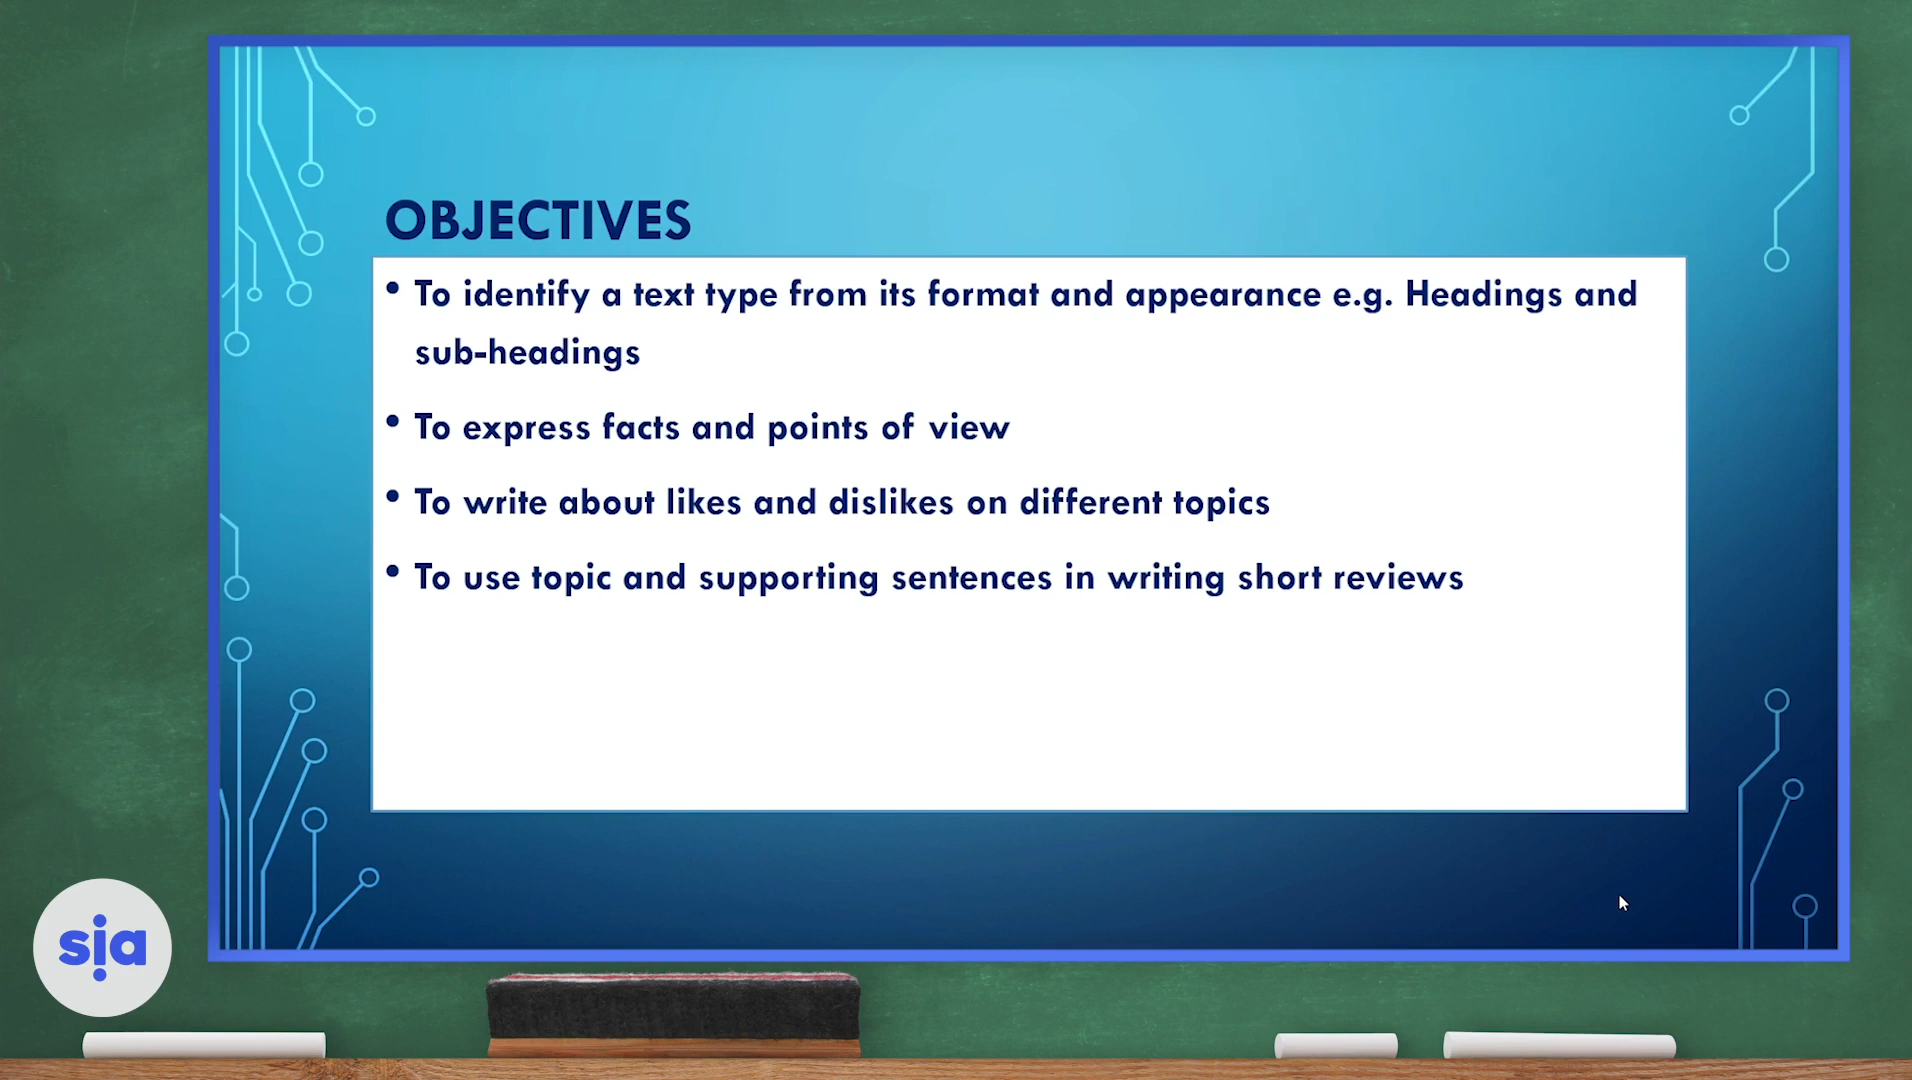 OBJECTIVES
• To identify a text type from its format and appearance e.g. Headings and
sub-headings
• To express facts and points of view
• To write about likes and dislikes on different topics
• To use topic and supporting sentences in writing short reviews
sia